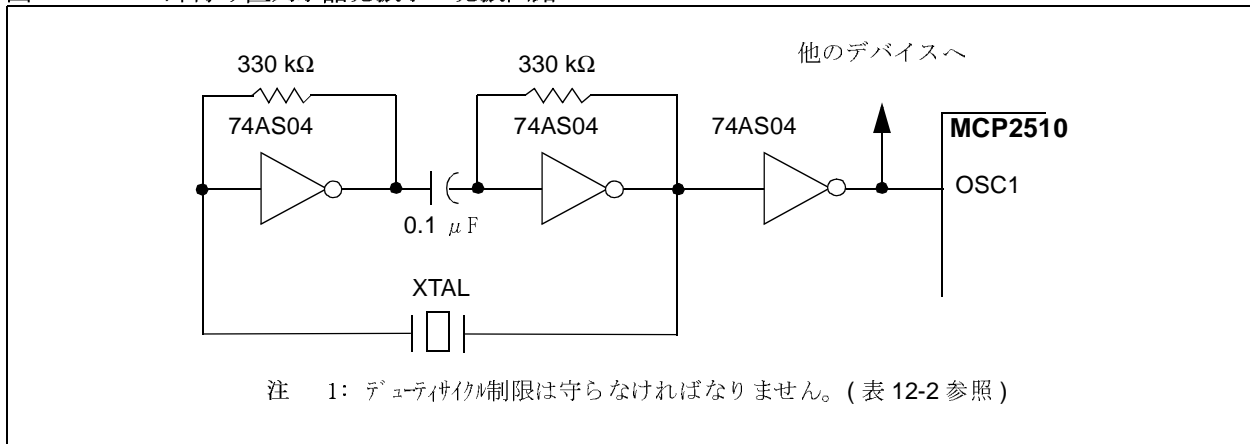 330 kΩ
330 kΩ
他のデバイスへ
74AS04
74AS04
74AS04
MCP2510
OSC1
0.1 μF
XTAL
注 1: デューティサイクル制限は守らなければなりません。( 表 12-2 参照 )